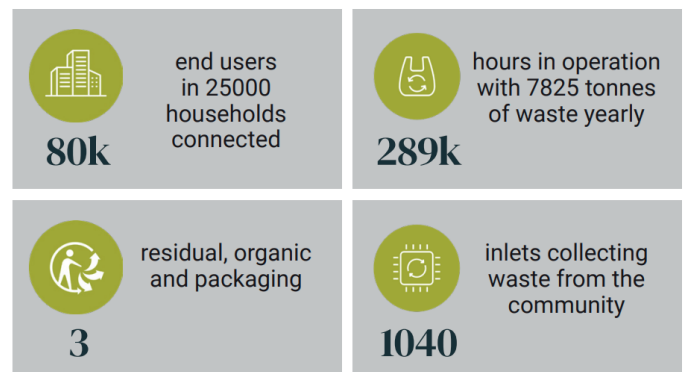 80k
end users
in 25000
households
connected
289k
hours in operation
with 7825 tonnes
of waste yearly
3
residual, organic
and packaging
1040
inlets collecting
waste from the
community